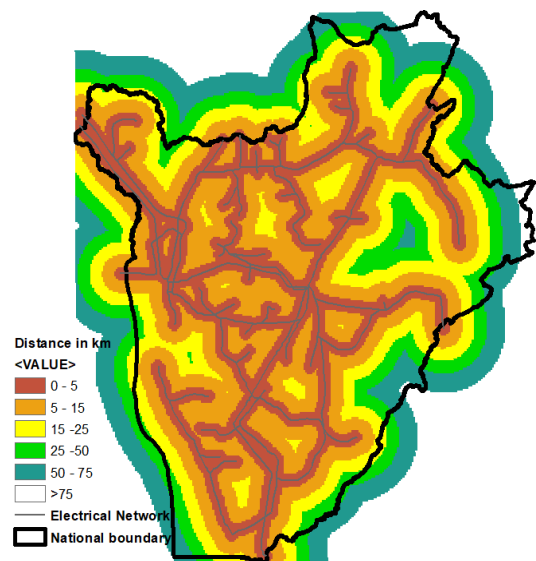 Distance in km
<VALUE>
0 - 5
5 - 15
15 -25
25 -50
50 - 75
>75
Electrical Network
National boundary